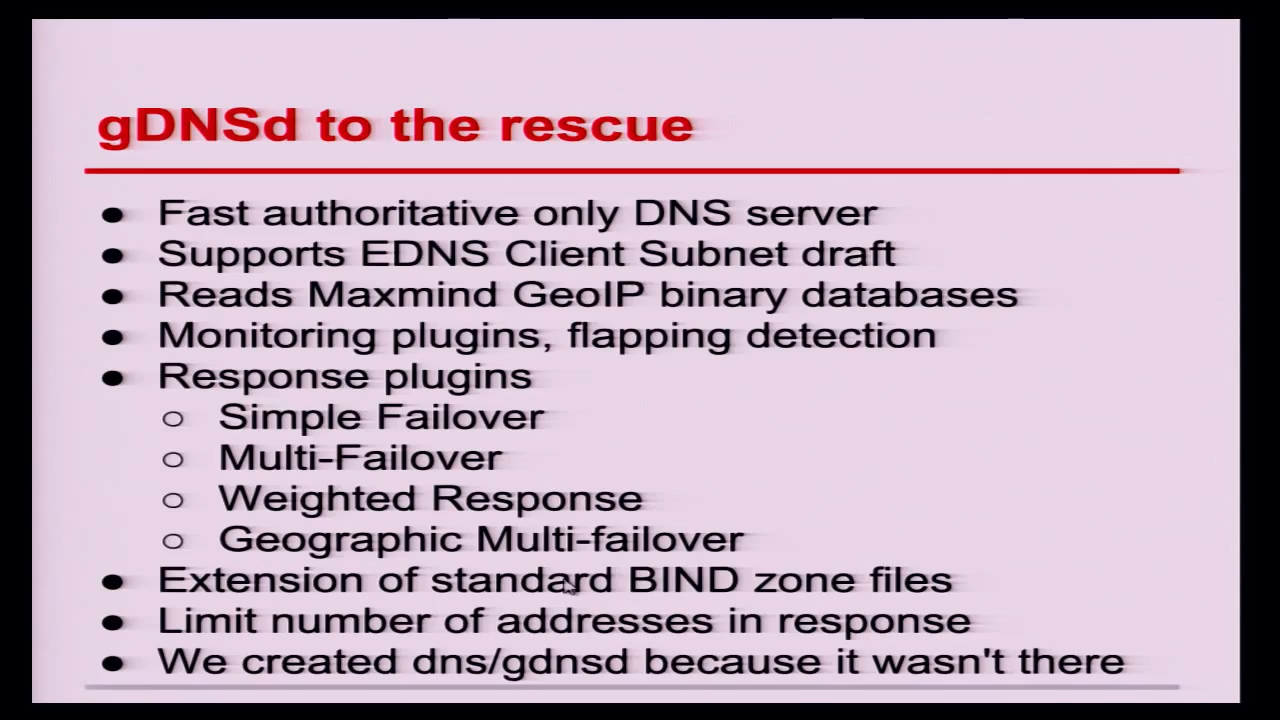 gDNSd to the rescue
● Fast authoritative only DNS server
● Supports EDNS Client Subnet draft
● Reads Maxmind GeoIP binary databases
● Monitoring plugins, flapping detection
● Response plugins
○ Simple Failover
○ Multi-Failover
○ Weighted Response
○ Geographic Multi-failover
● Extension of standard BIND zone files
● Limit number of addresses in response
● We created dns/gdnsd because it wasn't there